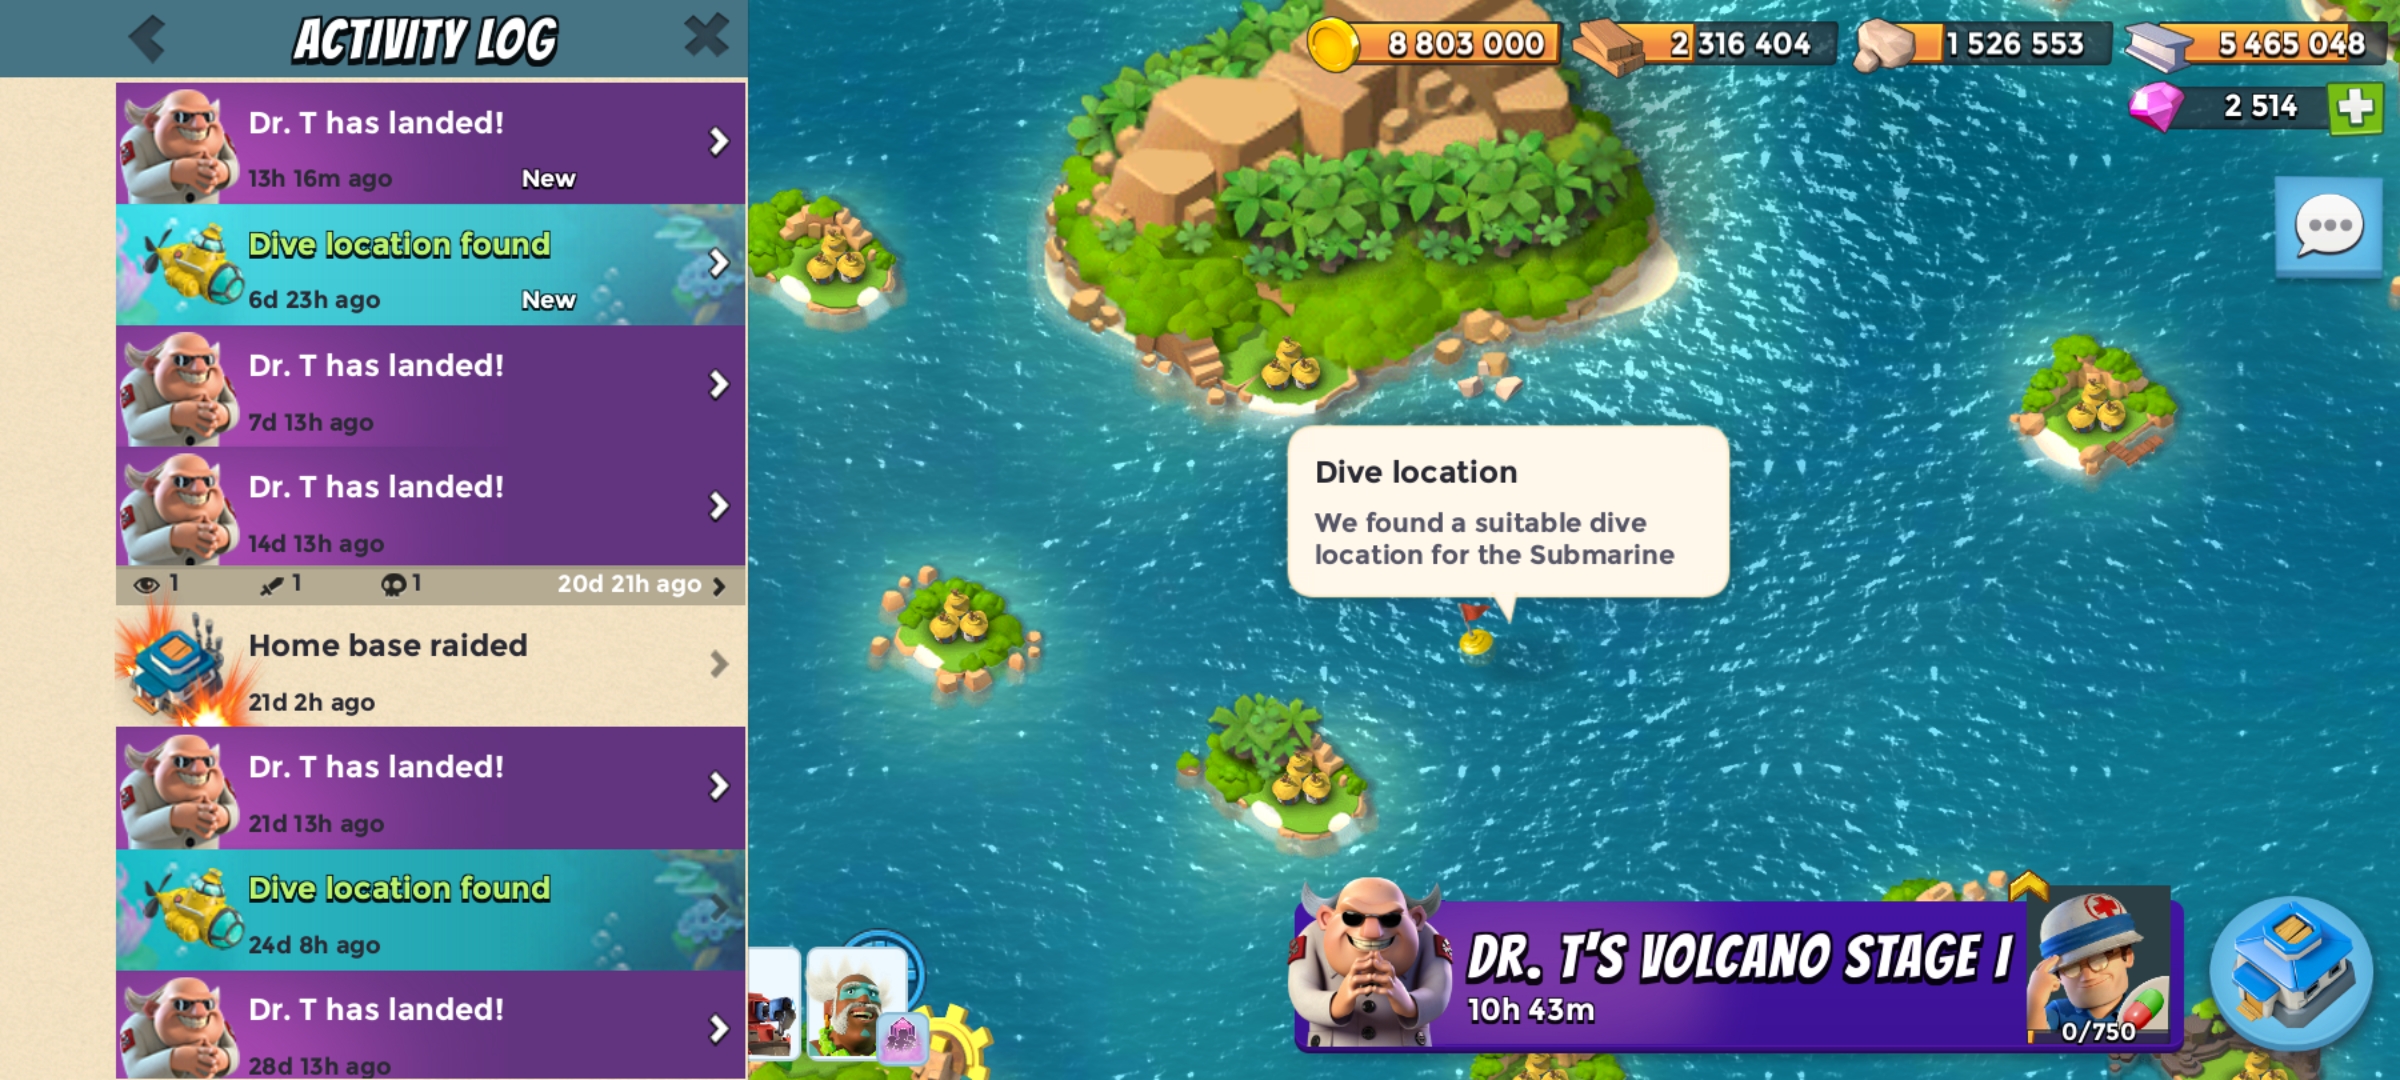 ACTIVITY LOG
Dr. T has landed!
13h 16m ago New
Dive location found
6d 23h ago New
Dr. T has landed!
7d 13h ago
Dr. T has landed!
14d 13h ago
1 1 1 20d 21h ago
Home base raided
21d 2h ago
Dr. T has landed!
21d 13h ago
Dive location found
24d 8h ago
Dr. T has landed!
28d 13h ago
8 803 000 2 316 404 1 526 553 5 465 048
2 514
Dive location
We found a suitable dive
location for the Submarine
DR. T'S VOLCANO STAGE I
10h 43m
0/750